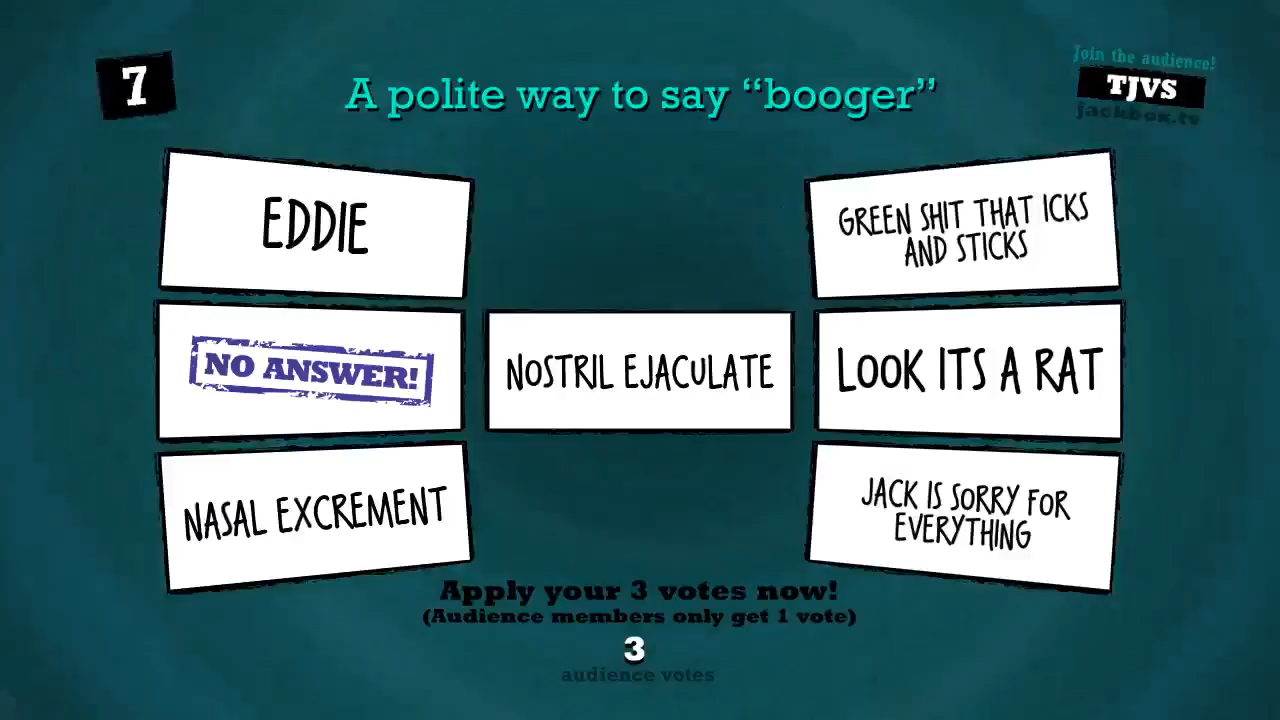 7
A polite way to say “booger”
Join the audience!
TJVS
jackbox.tv
EDDIE
GREEN SHIT THAT ICKS
AND STICKS
NO ANSWER!
NOSTRIL EJACULATE
LOOK ITS A RAT
NASAL EXCREMENT
JACK IS SORRY FOR
EVERYTHING
Apply your 3 votes now!
(Audience members only get 1 vote)
3
audience votes